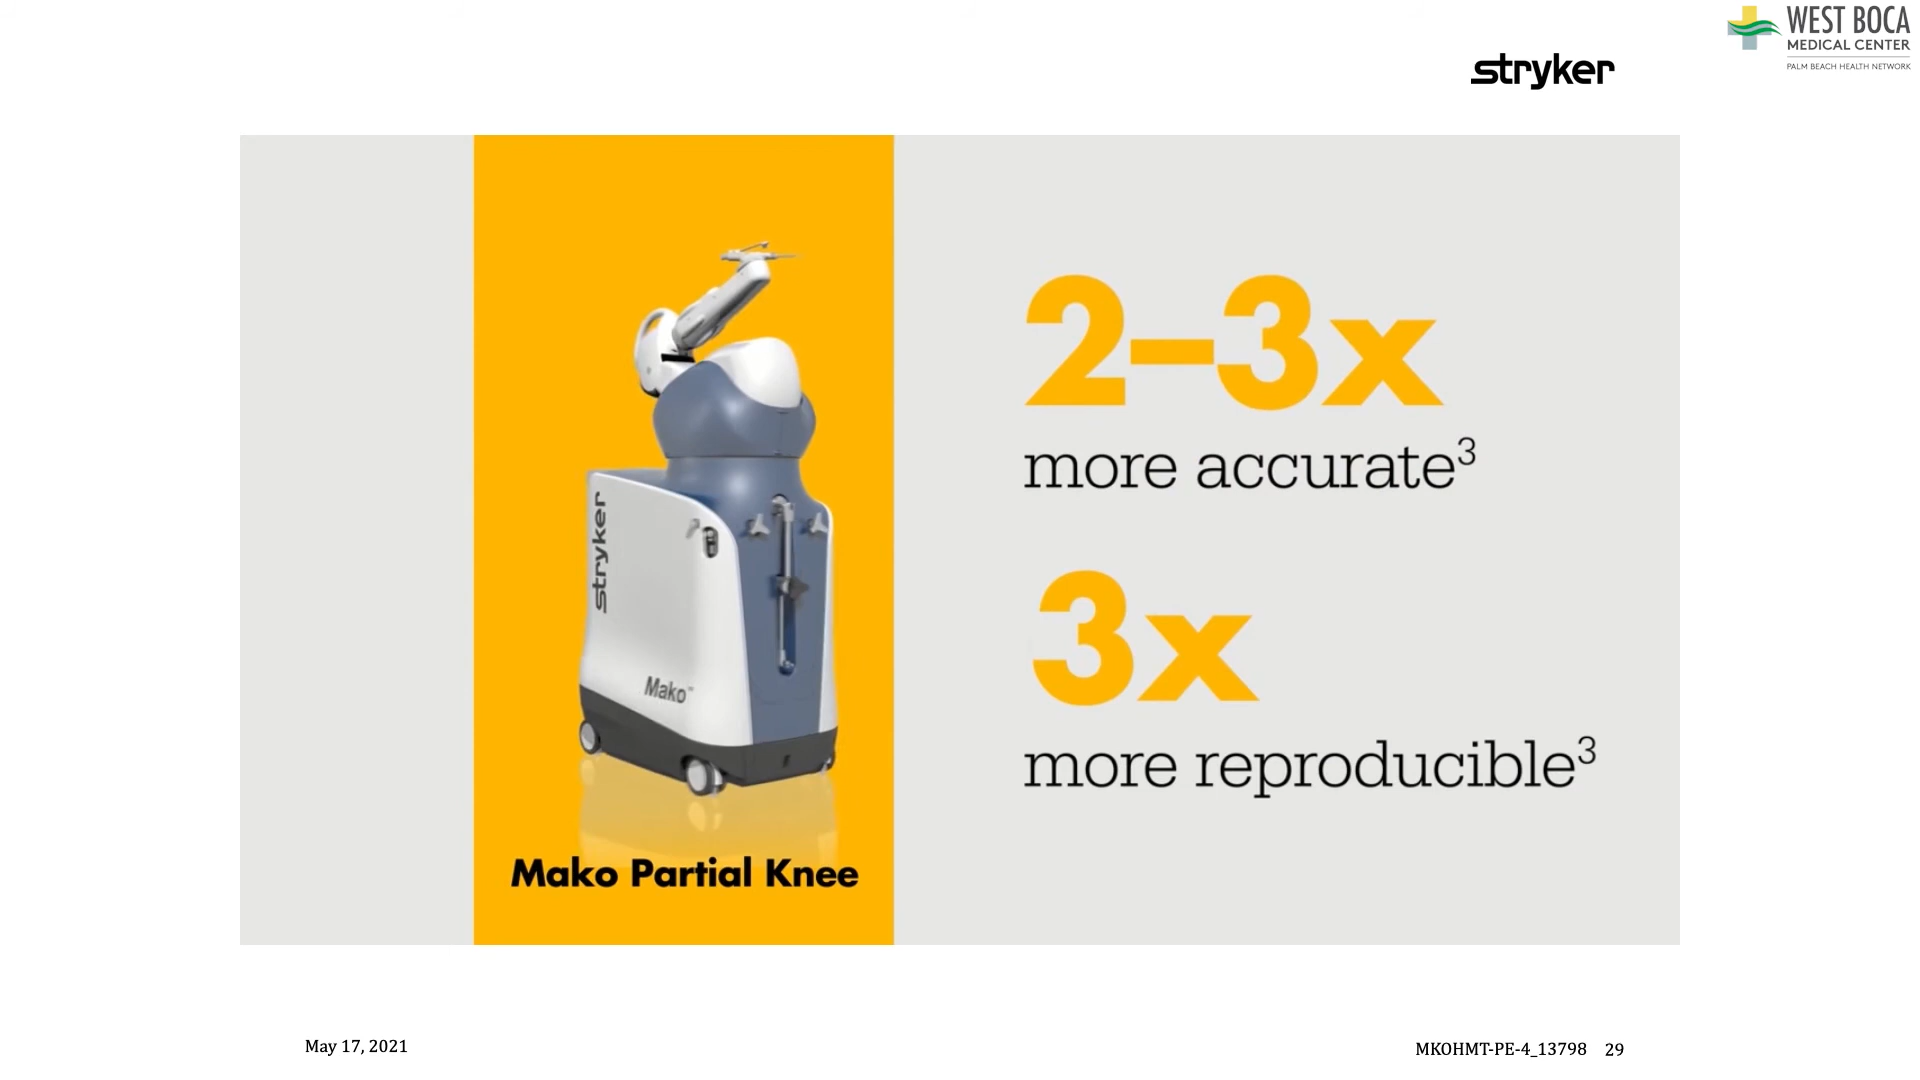 WEST BOCA
MEDICAL CENTER
PALM BEACH HEALTH NETWORK
stryker
2–3x
more accurate3
3x
more reproducible3
stryker
Mako™
Mako Partial Knee
May 17, 2021
MKOHMT-PE-4_13798 29